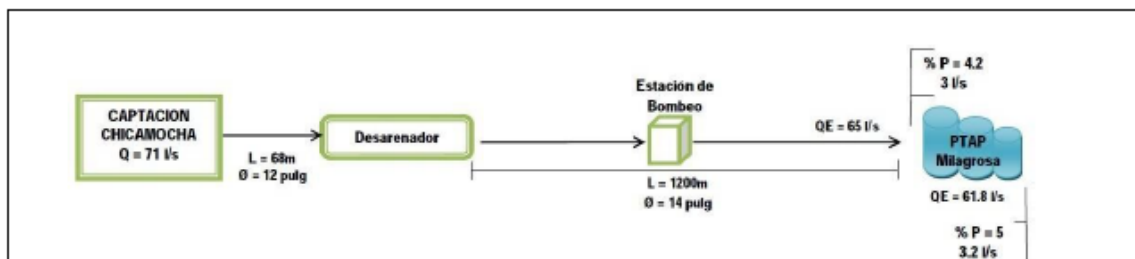 CAPTACION
CHICAMOCHA
Q = 71 l/s
L = 68m
Ø = 12 pulg
Desarenador
Estación de
Bombeo
L = 1200m
Ø = 14 pulg
QE = 65 l/s
% P = 4.2
3 l/s
PTAP
Milagrosa
QE = 61.8 l/s
% P = 5
3.2 l/s